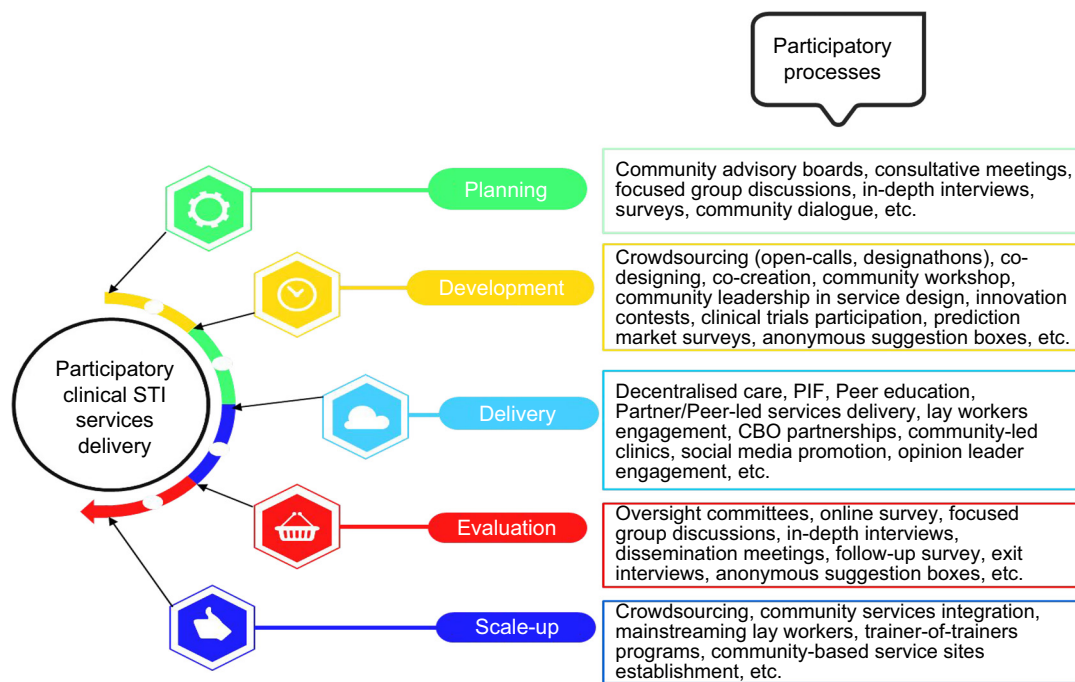 Participatory
processes
Planning
Community advisory boards, consultative meetings,
focused group discussions, in-depth interviews,
surveys, community dialogue, etc.
Development
Crowdsourcing (open-calls, designathons), co-
designing, co-creation, community workshop,
community leadership in service design, innovation
contests, clinical trials participation, prediction
market surveys, anonymous suggestion boxes, etc.
Participatory
clinical STI
services
delivery
Delivery
Decentralised care, PIF, Peer education,
Partner/Peer-led services delivery, lay workers
engagement, CBO partnerships, community-led
clinics, social media promotion, opinion leader
engagement, etc.
Evaluation
Oversight committees, online survey, focused
group discussions, in-depth interviews,
dissemination meetings, follow-up survey, exit
interviews, anonymous suggestion boxes, etc.
Scale-up
Crowdsourcing, community services integration,
mainstreaming lay workers, trainer-of-trainers
programs, community-based service sites
establishment, etc.